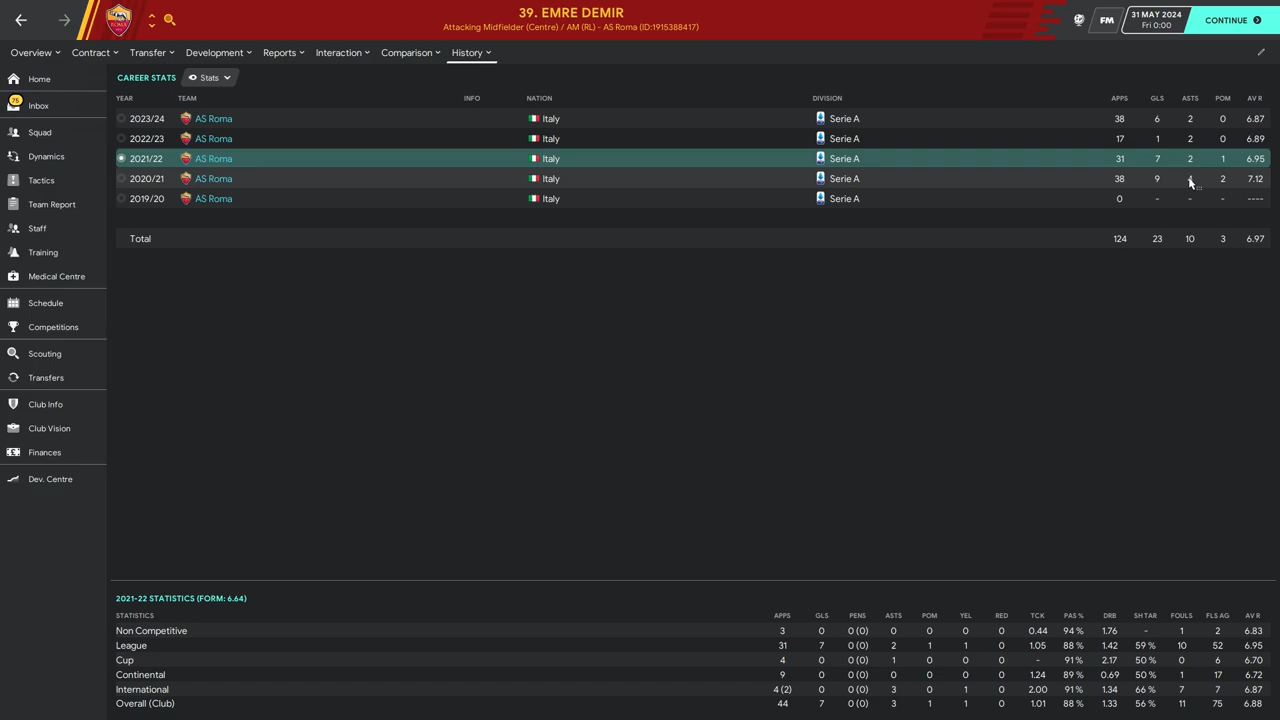 39. EMRE DEMIR
Attacking Midfielder (Centre) / AM (RL) - AS Roma (ID:1915388417)
FM
31 MAY 2024
Fri 0:00
CONTINUE
Overview Contract Transfer Development Reports Interaction Comparison History
Home
75
Inbox
Squad
Dynamics
Tactics
Team Report
Staff
Training
Medical Centre
Schedule
Competitions
Scouting
Transfers
Club Info
Club Vision
Finances
Dev. Centre
CAREER STATS Stats
YEAR TEAM INFO NATION DIVISION APPS GLS ASTS POM AV R
2023/24 AS Roma Italy Serie A 38 6 2 0 6.87
2022/23 AS Roma Italy Serie A 17 1 2 0 6.89
2021/22 AS Roma Italy Serie A 31 7 2 1 6.95
2020/21 AS Roma Italy Serie A 38 9 2 7.12
2019/20 AS Roma Italy Serie A 0 - - - ----
Total 124 23 10 3 6.97
2021-22 STATISTICS (FORM: 6.64)
STATISTICS APPS GLS PENS ASTS POM YEL RED TCK PAS % DRB SH TAR FOULS FLS AG AV R
Non Competitive 3 0 0 (0) 0 0 0 0 0.44 94 % 1.76 - 1 2 6.83
League 31 7 0 (0) 2 1 1 0 1.05 88 % 1.42 59 % 10 52 6.95
Cup 4 0 0 (0) 1 0 0 0 - 91 % 2.17 50 % 0 6 6.70
Continental 9 0 0 (0) 0 0 0 0 1.24 89 % 0.69 50 % 1 17 6.72
International 4 (2) 0 0 (0) 3 0 1 0 2.00 91 % 1.34 66 % 7 7 6.87
Overall (Club) 44 7 0 (0) 3 1 1 0 1.01 88 % 1.33 56 % 11 75 6.88